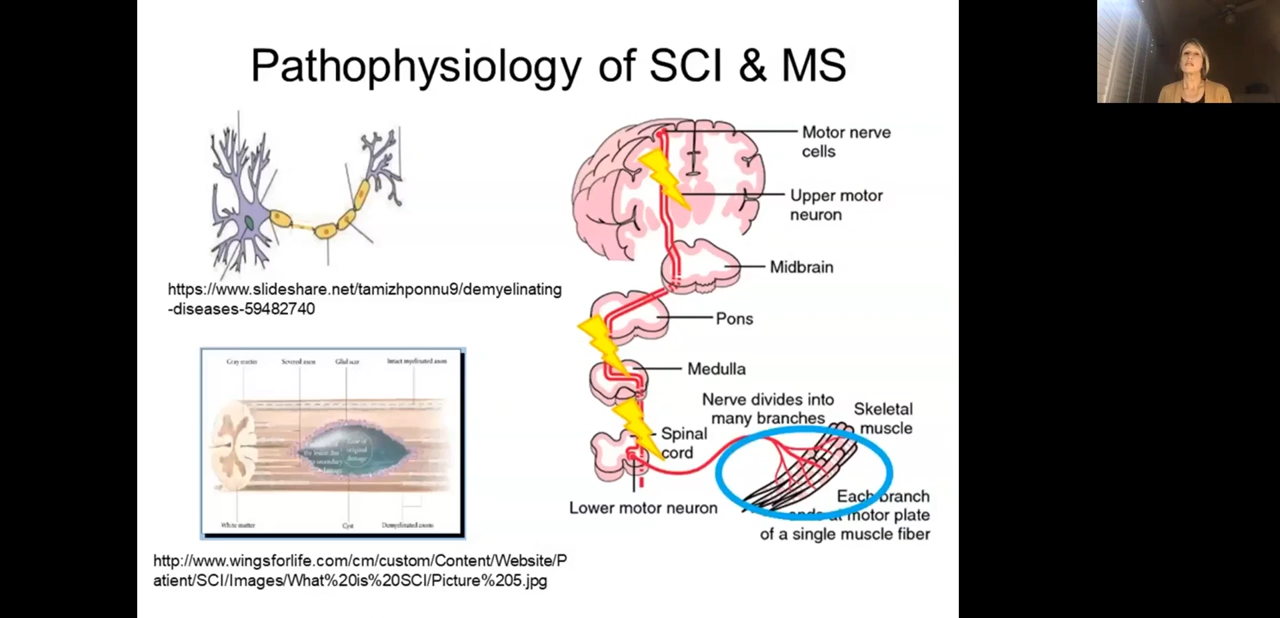 Pathophysiology of SCI & MS
https://www.slideshare.net/tamizhponnu9/demyelinating
-diseases-59482740
Gray matter
Severed axon
Glial scar
Intact myelinated axon
White matter
Cyst
Demyelinated axons
http://www.wingsforlife.com/cm/custom/Content/Website/P
atient/SCI/Images/What%20is%20SCI/Picture%205.jpg
Motor nerve
cells
Upper motor
neuron
Midbrain
Pons
Medulla
Nerve divides into
many branches
Skeletal
muscle
Spinal
cord
Lower motor neuron
Each branch
ends at motor plate
of a single muscle fiber